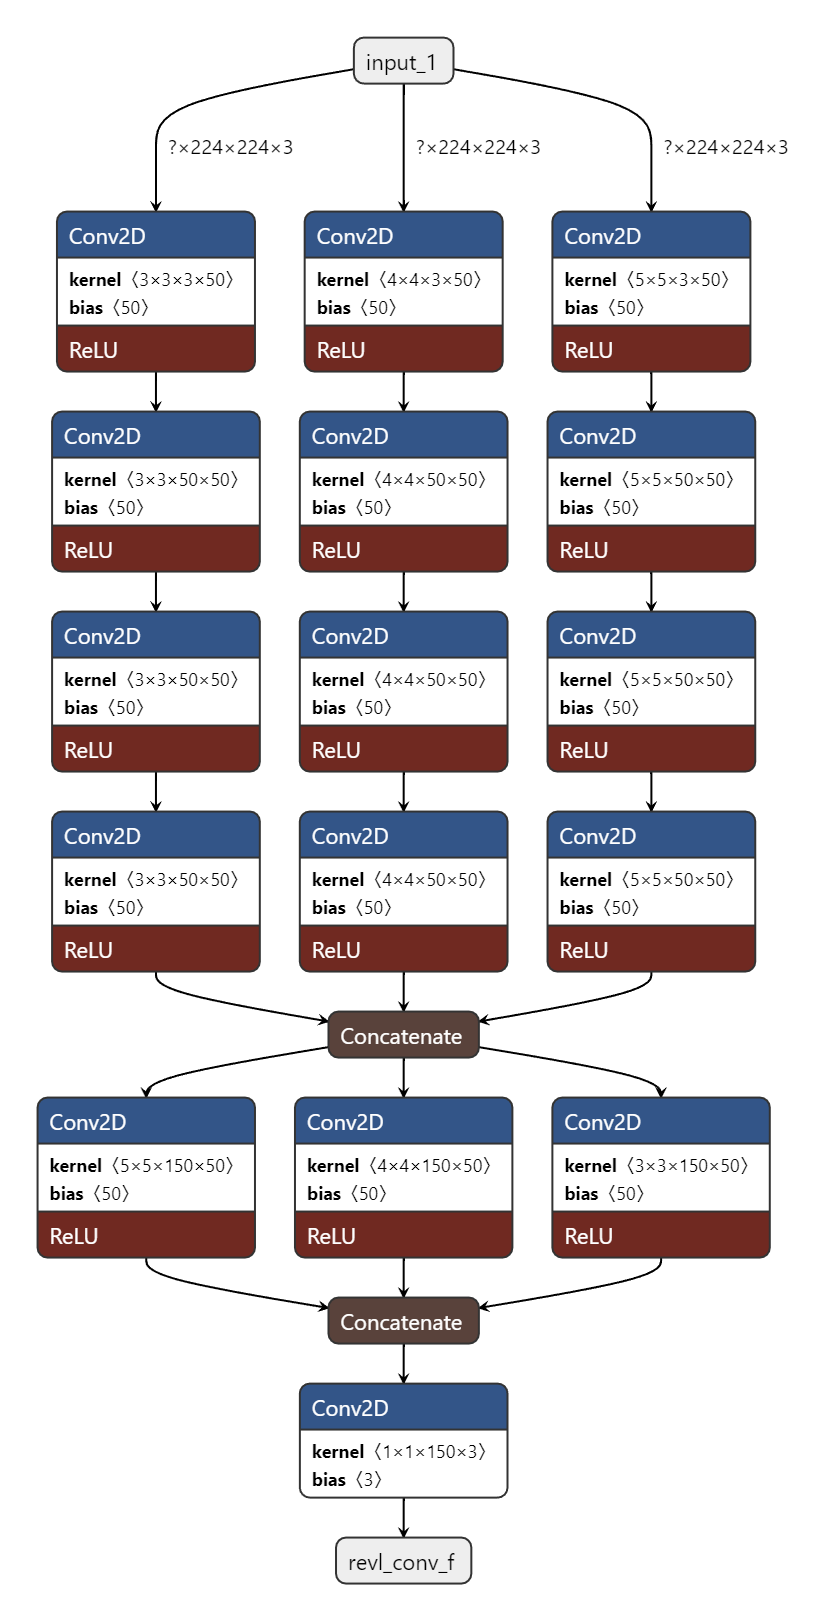 input_1
?×224×224×3
?×224×224×3
?×224×224×3
Conv2D
kernel〈3×3×3×50〉
bias〈50〉
ReLU
Conv2D
kernel〈4×4×3×50〉
bias〈50〉
ReLU
Conv2D
kernel〈5×5×3×50〉
bias〈50〉
ReLU
Conv2D
kernel〈3×3×50×50〉
bias〈50〉
ReLU
Conv2D
kernel〈4×4×50×50〉
bias〈50〉
ReLU
Conv2D
kernel〈5×5×50×50〉
bias〈50〉
ReLU
Conv2D
kernel〈3×3×50×50〉
bias〈50〉
ReLU
Conv2D
kernel〈4×4×50×50〉
bias〈50〉
ReLU
Conv2D
kernel〈5×5×50×50〉
bias〈50〉
ReLU
Conv2D
kernel〈3×3×50×50〉
bias〈50〉
ReLU
Conv2D
kernel〈4×4×50×50〉
bias〈50〉
ReLU
Conv2D
kernel〈5×5×50×50〉
bias〈50〉
ReLU
Concatenate
Conv2D
kernel〈5×5×150×50〉
bias〈50〉
ReLU
Conv2D
kernel〈4×4×150×50〉
bias〈50〉
ReLU
Conv2D
kernel〈3×3×150×50〉
bias〈50〉
ReLU
Concatenate
Conv2D
kernel〈1×1×150×3〉
bias〈3〉
revl_conv_f